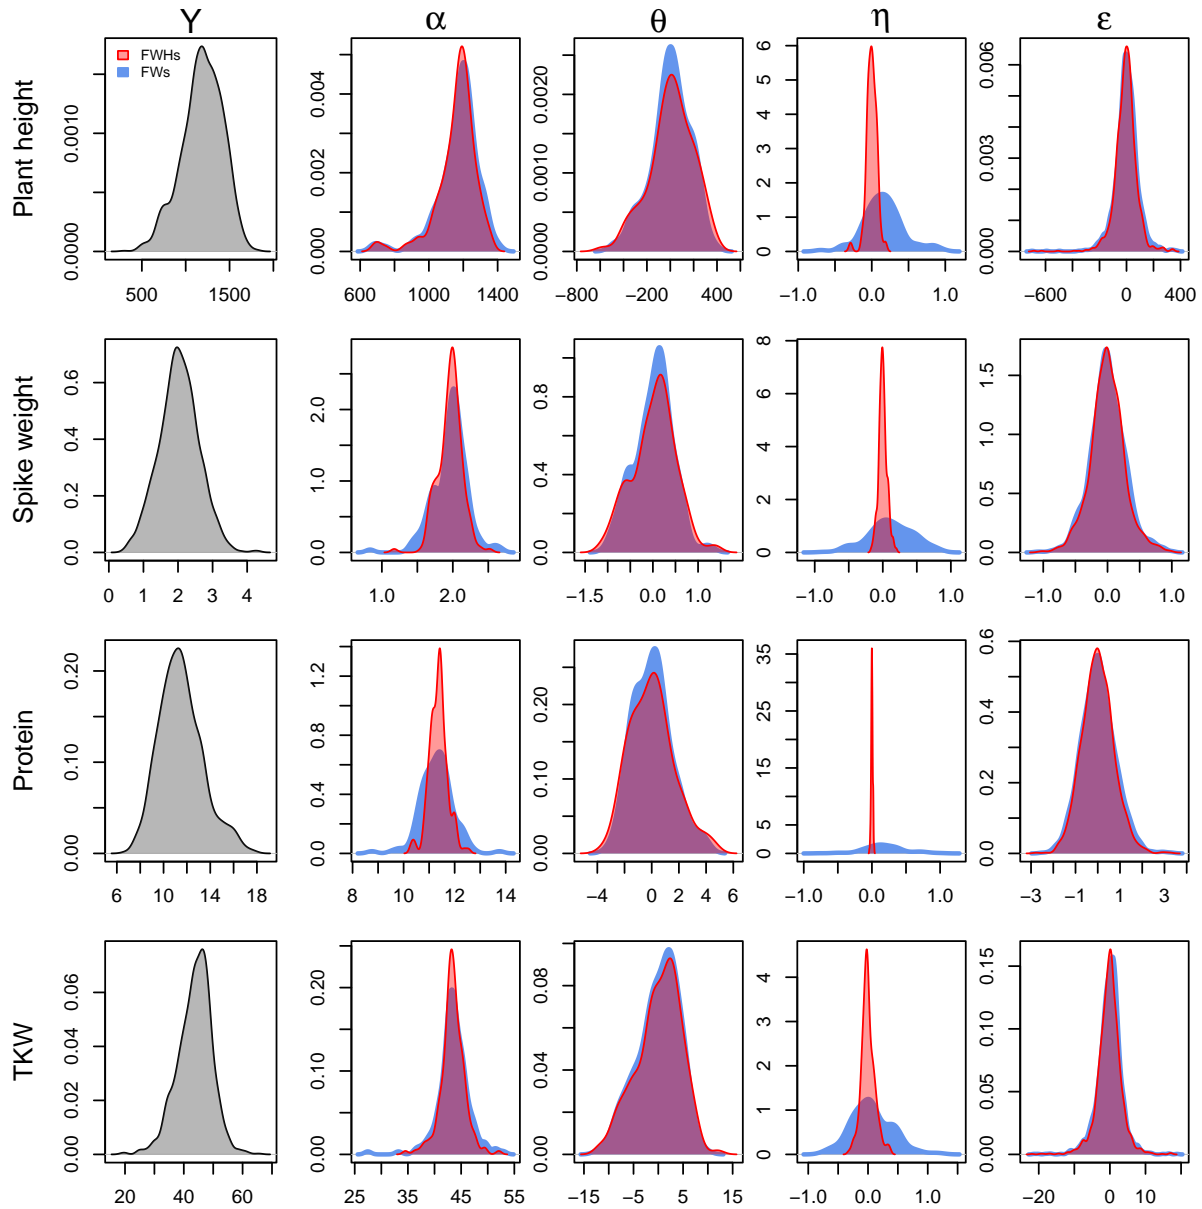 Y α θ η ε
Plant height
FWHs
FWs
0.0000 0.0010
500 1500
0.000 0.002 0.004
600 1000 1400
0.0000 0.0010 0.0020
−800 −200 400
0 1 2 3 4 5 6
−1.0 0.0 1.0
0.000 0.003 0.006
−600 0 400
Spike weight
0.0 0.2 0.4 0.6
0 1 2 3 4
0.0 1.0 2.0
1.0 2.0
0.0 0.4 0.8
−1.5 0.0 1.0
0 2 4 6 8
−1.0 0.0 1.0
0.0 0.5 1.0 1.5
−1.0 0.0 1.0
Protein
0.00 0.10 0.20
6 10 14 18
0.0 0.4 0.8 1.2
8 10 12 14
0.00 0.10 0.20
−4 0 2 4 6
0 5 15 25 35
−1.0 0.0 1.0
0.0 0.2 0.4 0.6
−3 −1 1 3
TKW
0.00 0.02 0.04 0.06
20 40 60
0.00 0.10 0.20
25 35 45 55
0.00 0.04 0.08
−15 −5 5 15
0 1 2 3 4
−1.0 0.0 1.0
0.00 0.05 0.10 0.15
−20 0 10